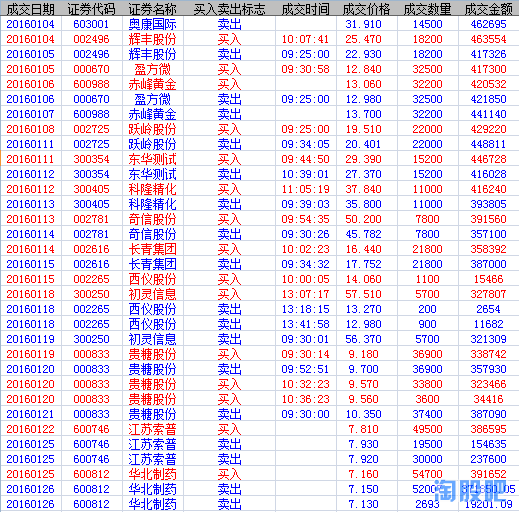 成交日期 证券代码 证券名称 买入卖出标志 成交时间 成交价格 成交数量 成交金额
20160104 603001 奥康国际 卖出 31.910 14500 462695
20160104 002496 辉丰股份 买入 10:07:41 25.470 18200 463554
20160105 002496 辉丰股份 卖出 09:25:00 22.930 18200 417326
20160105 000670 盈方微 买入 09:30:58 12.840 32500 417300
20160106 600988 赤峰黄金 买入 13.060 32200 420532
20160106 000670 盈方微 卖出 09:25:00 12.980 32500 421850
20160107 600988 赤峰黄金 卖出 13.700 32200 441140
20160108 002725 跃岭股份 买入 09:25:00 19.510 22000 429220
20160111 002725 跃岭股份 卖出 09:34:05 20.401 22000 448811
20160111 300354 东华测试 买入 09:44:50 29.390 15200 446728
20160112 300354 东华测试 卖出 10:39:01 27.370 15200 416028
20160112 300405 科隆精化 买入 11:05:19 37.840 11000 416240
20160113 300405 科隆精化 卖出 09:39:03 35.800 11000 393805
20160113 002781 奇信股份 买入 09:54:35 50.200 7800 391560
20160114 002781 奇信股份 卖出 09:30:26 45.782 7800 357100
20160114 002616 长青集团 买入 10:02:23 16.440 21800 358392
20160115 002616 长青集团 卖出 09:34:32 17.752 21800 387000
20160115 002265 西仪股份 买入 10:00:05 14.060 1100 15466
20160118 300250 初灵信息 买入 13:07:17 57.510 5700 327807
20160118 002265 西仪股份 卖出 13:18:15 13.270 200 2654
20160118 002265 西仪股份 卖出 13:41:58 12.980 900 11682
20160119 300250 初灵信息 卖出 09:30:01 56.370 5700 321309
20160119 000833 贵糖股份 买入 09:30:14 9.180 36900 338742
20160120 000833 贵糖股份 卖出 09:52:51 9.700 36900 357930
20160120 000833 贵糖股份 买入 10:32:23 9.570 33800 323466
20160120 000833 贵糖股份 买入 10:36:23 9.560 3600 34416
20160121 000833 贵糖股份 卖出 09:30:00 10.350 37400 387090
20160122 600746 江苏索普 买入 7.810 49500 386595
20160125 600746 江苏索普 卖出 7.930 19500 154635
20160125 600746 江苏索普 卖出 7.920 30000 237600
20160125 600812 华北制药 买入 7.160 54700 391652
20160126 600812 华北制药 卖出 7.150
20160126 600812 华北制药 卖出 7.130 2693 19201.09
淘股吧